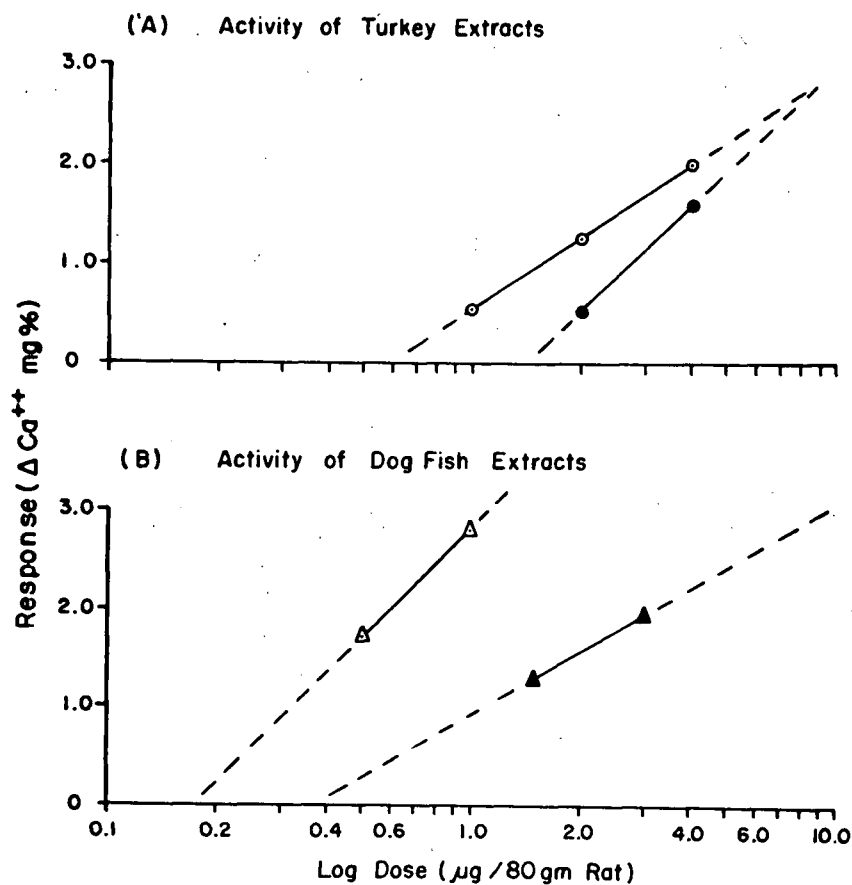 (A) Activity of Turkey Extracts
3.0
2.0
1.0
0
Response (Δ Ca++ mg%)
(B) Activity of Dog Fish Extracts
3.0
2.0
1.0
0
0.1 0.2 0.4 0.6 1.0 2.0 4.0 6.0 10.0
Log Dose (μg/80gm Rat)